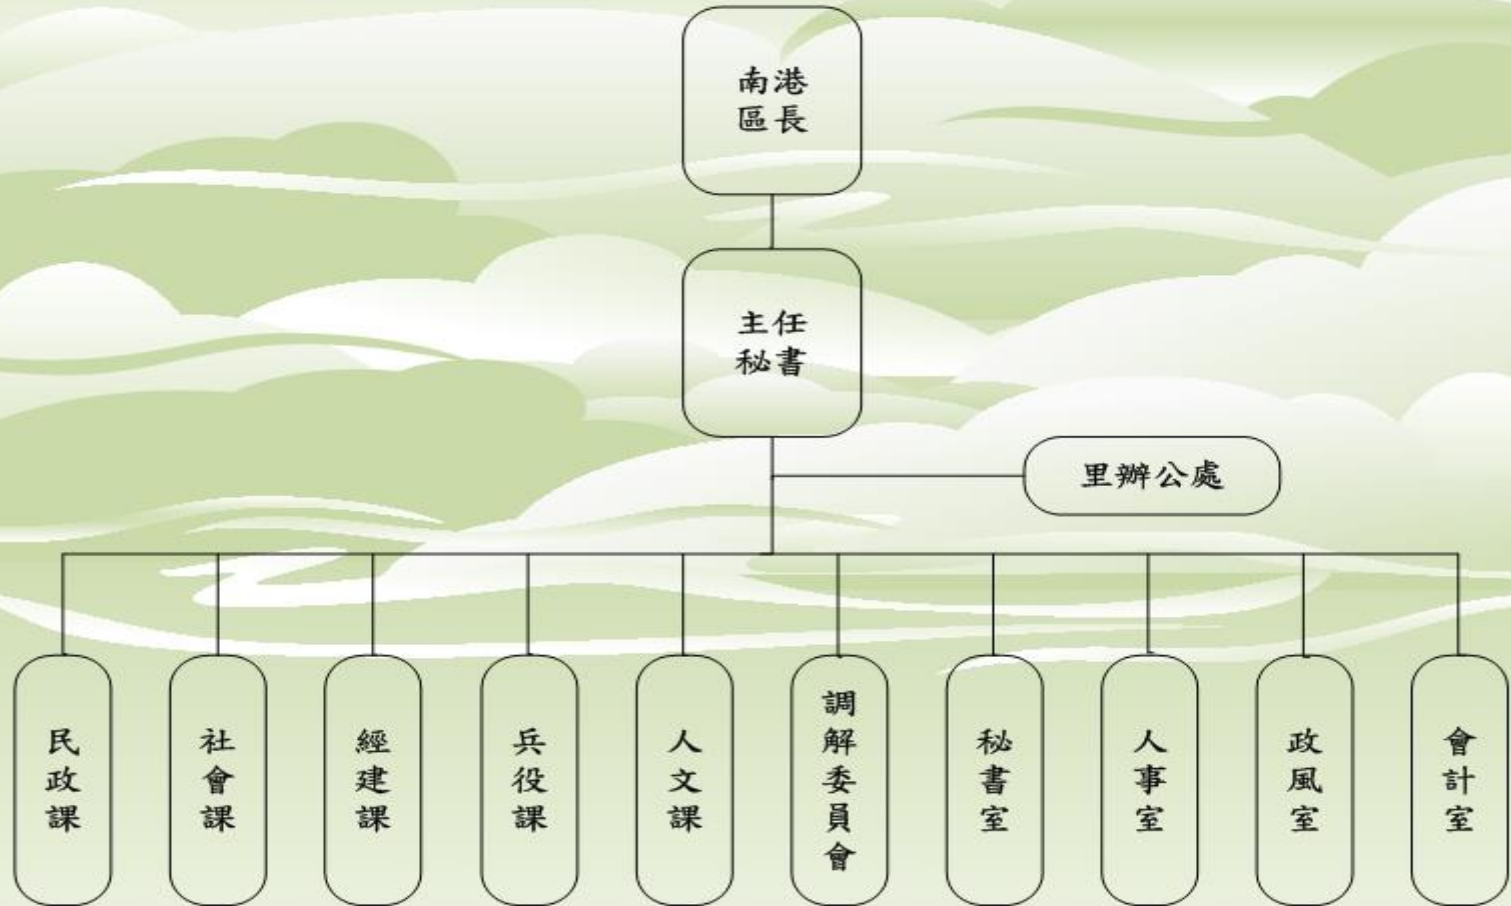 南港
區長
主任
秘書
里辦公處
民政課
社會課
經建課
兵役課
人文課
調解委員會
秘書室
人事室
政風室
會計室